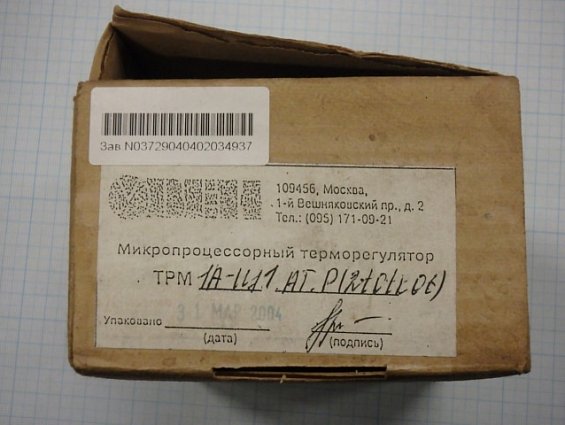 Зав N03729040402034937
109456, Москва,
1-й Вешняковский пр., д. 2
Тел.: (095) 171-09-21
Микропроцессорный терморегулятор
ТРМ 1А-Щ1.АТ.Р
31 МАР 2004
Упаковано
(дата)
(подпись)